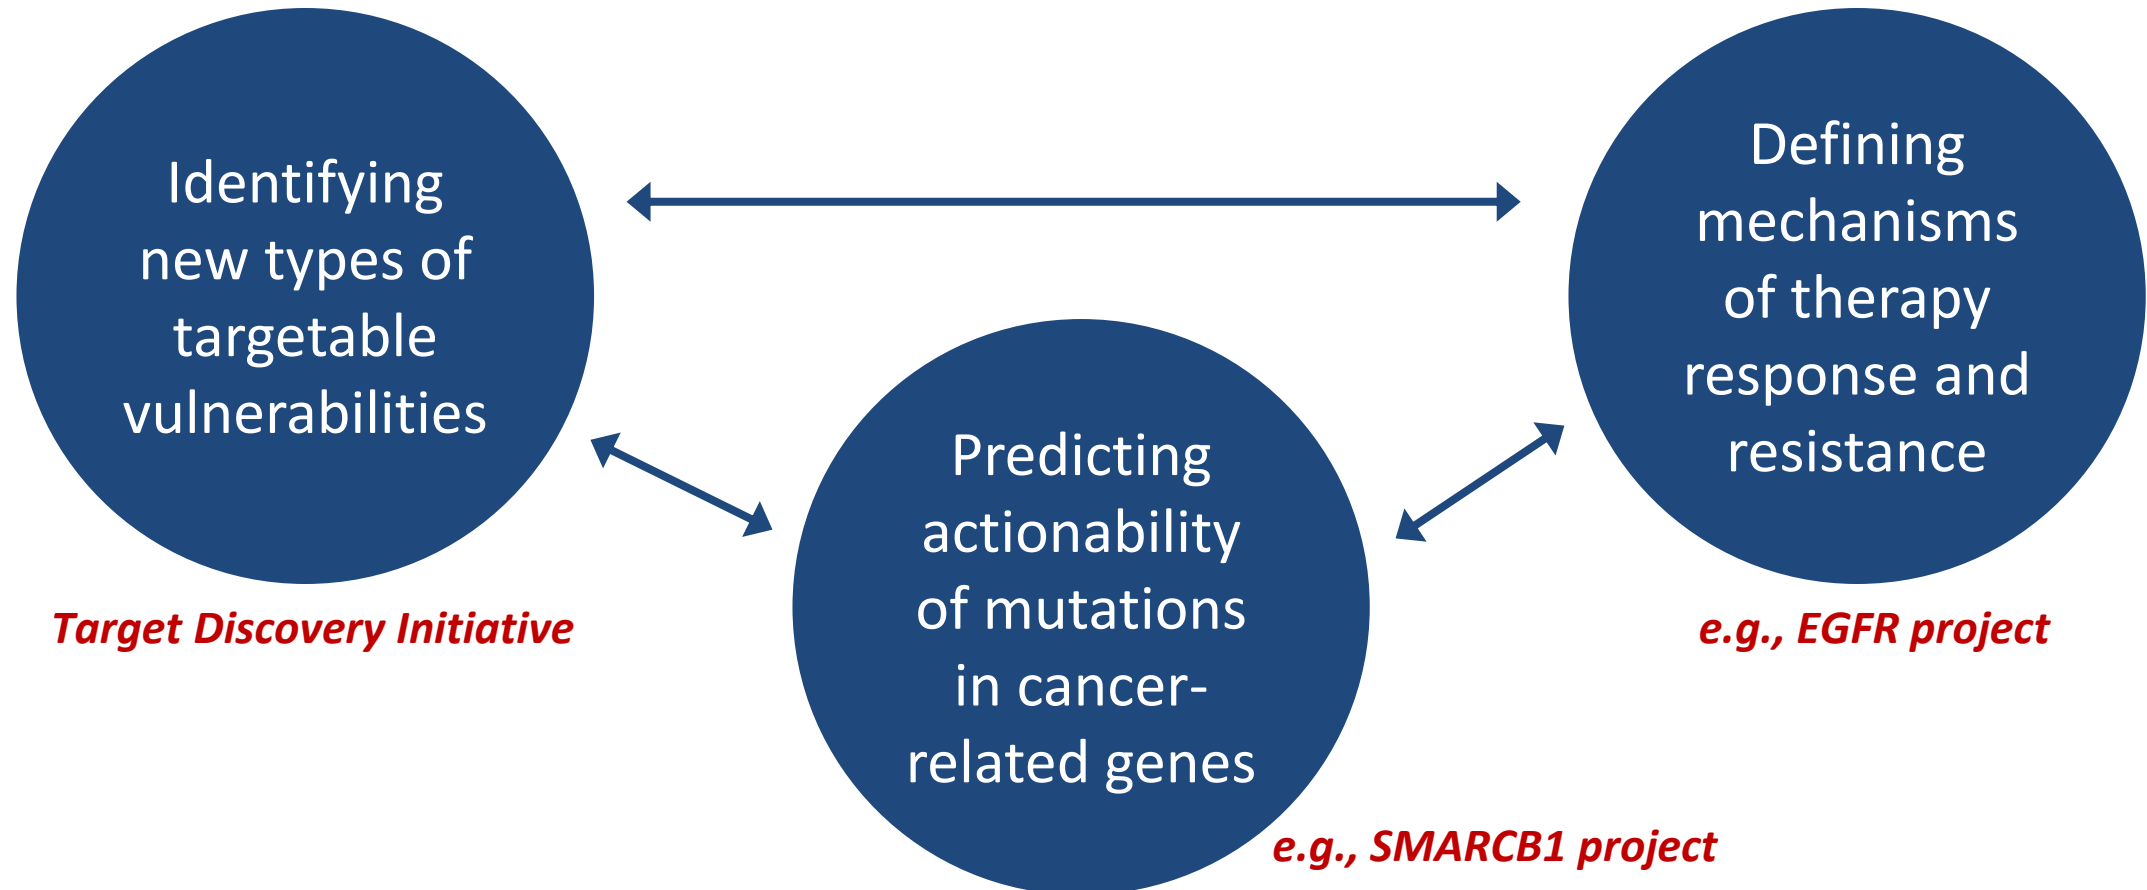 Identifying
new types of
targetable
vulnerabilities
Target Discovery Initiative
Predicting
actionability
of mutations
in cancer-
related genes
e.g., SMARCB1 project
Defining
mechanisms
of therapy
response and
resistance
e.g., EGFR project